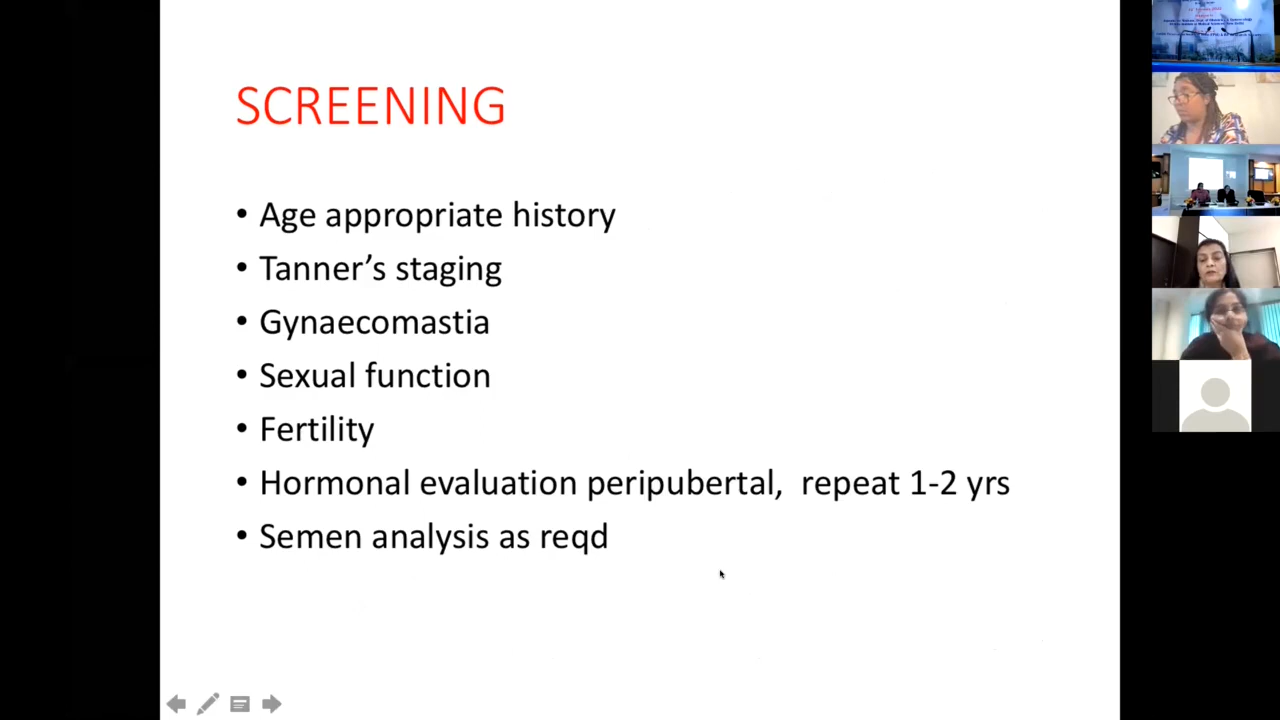 SCREENING
• Age appropriate history
• Tanner’s staging
• Gynaecomastia
• Sexual function
• Fertility
• Hormonal evaluation peripubertal,  repeat 1-2 yrs
• Semen analysis as reqd